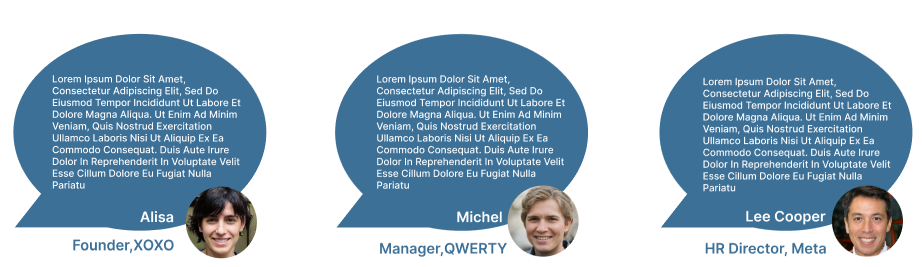 Lorem Ipsum Dolor Sit Amet,
Consectetur Adipiscing Elit, Sed Do
Eiusmod Tempor Incididunt Ut Labore Et
Dolore Magna Aliqua. Ut Enim Ad Minim
Veniam, Quis Nostrud Exercitation
Ullamco Laboris Nisi Ut Aliquip Ex Ea
Commodo Consequat. Duis Aute Irure
Dolor In Reprehenderit In Voluptate Velit
Esse Cillum Dolore Eu Fugiat Nulla
Pariatu
Alisa
Founder,XOXO
Lorem Ipsum Dolor Sit Amet,
Consectetur Adipiscing Elit, Sed Do
Eiusmod Tempor Incididunt Ut Labore Et
Dolore Magna Aliqua. Ut Enim Ad Minim
Veniam, Quis Nostrud Exercitation
Ullamco Laboris Nisi Ut Aliquip Ex Ea
Commodo Consequat. Duis Aute Irure
Dolor In Reprehenderit In Voluptate Velit
Esse Cillum Dolore Eu Fugiat Nulla
Pariatu
Michel
Manager,QWERTY
Lorem Ipsum Dolor Sit Amet,
Consectetur Adipiscing Elit, Sed Do
Eiusmod Tempor Incididunt Ut Labore Et
Dolore Magna Aliqua. Ut Enim Ad Minim
Veniam, Quis Nostrud Exercitation
Ullamco Laboris Nisi Ut Aliquip Ex Ea
Commodo Consequat. Duis Aute Irure
Dolor In Reprehenderit In Voluptate Velit
Esse Cillum Dolore Eu Fugiat Nulla
Pariatu
Lee Cooper
HR Director, Meta